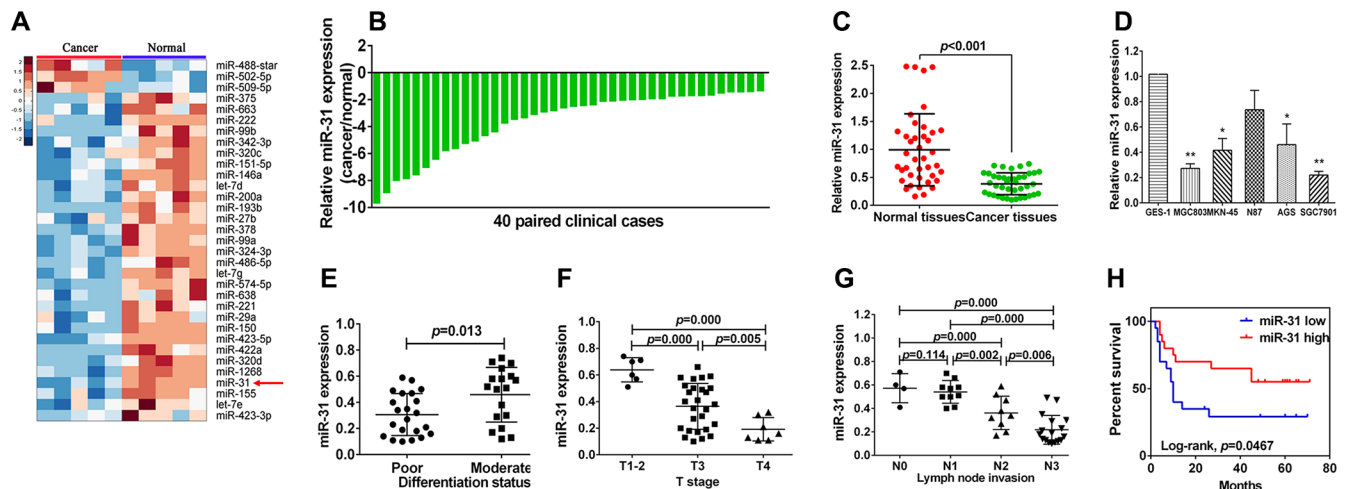 A
Cancer
Normal
2
1.5
1
0.5
0
-0.5
-1
-1.5
-2
miR-488-star
miR-502-5p
miR-509-5p
miR-375
miR-663
miR-222
miR-99b
miR-342-3p
miR-320c
miR-151-5p
miR-146a
let-7d
miR-200a
miR-193b
miR-27b
miR-378
miR-99a
miR-324-3p
miR-486-5p
let-7g
miR-574-5p
miR-638
miR-221
miR-29a
miR-150
miR-423-5p
miR-422a
miR-320d
miR-1268
miR-31
miR-155
let-7e
miR-423-3p
B
Relative miR-31 expression
(cancer/normal)
2
0
-2
-4
-6
-8
-10
40 paired clinical cases
C
p<0.001
Relative miR-31 expression
2.5
2.0
1.5
1.0
0.5
0.0
Normal tissues
Cancer tissues
D
Relative miR-31 expression
1.2
1.0
0.8
0.6
0.4
0.2
0.0
**
*
*
**
GES-1
MGC803
MKN-45
N87
AGS
SGC7901
E
miR-31 expression
1.0
0.8
0.6
0.4
0.2
0.0
p=0.013
Poor
Moderate
Differentiation status
F
miR-31 expression
1.0
0.8
0.6
0.4
0.2
0.0
p=0.000
p=0.000
p=0.005
T1-2
T3
T4
T stage
G
miR-31 expression
1.0
0.8
0.6
0.4
0.2
0.0
p=0.000
p=0.000
p=0.000
p=0.114
p=0.002
p=0.006
N0
N1
N2
N3
Lymph node invasion
H
Percent survival
100
50
0
miR-31 low
miR-31 high
Log-rank, p=0.0467
0
20
40
60
80
Months